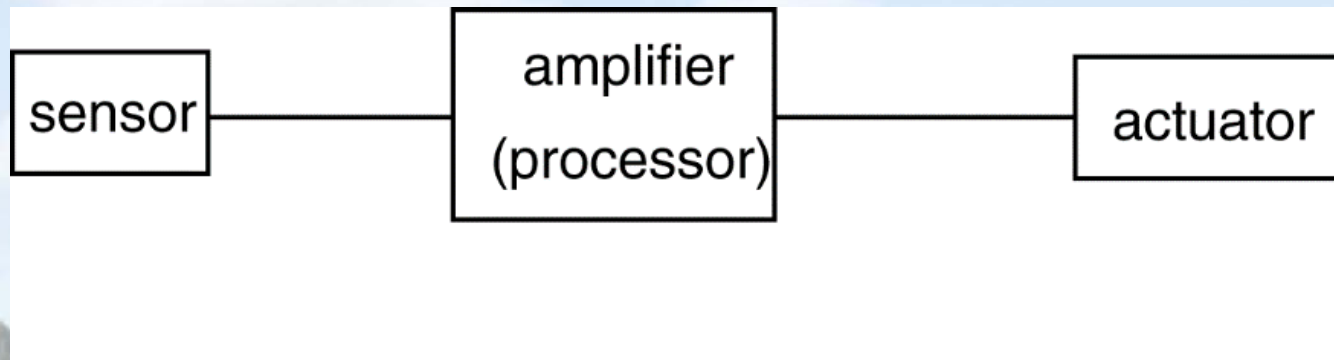 sensor
amplifier
(processor)
actuator